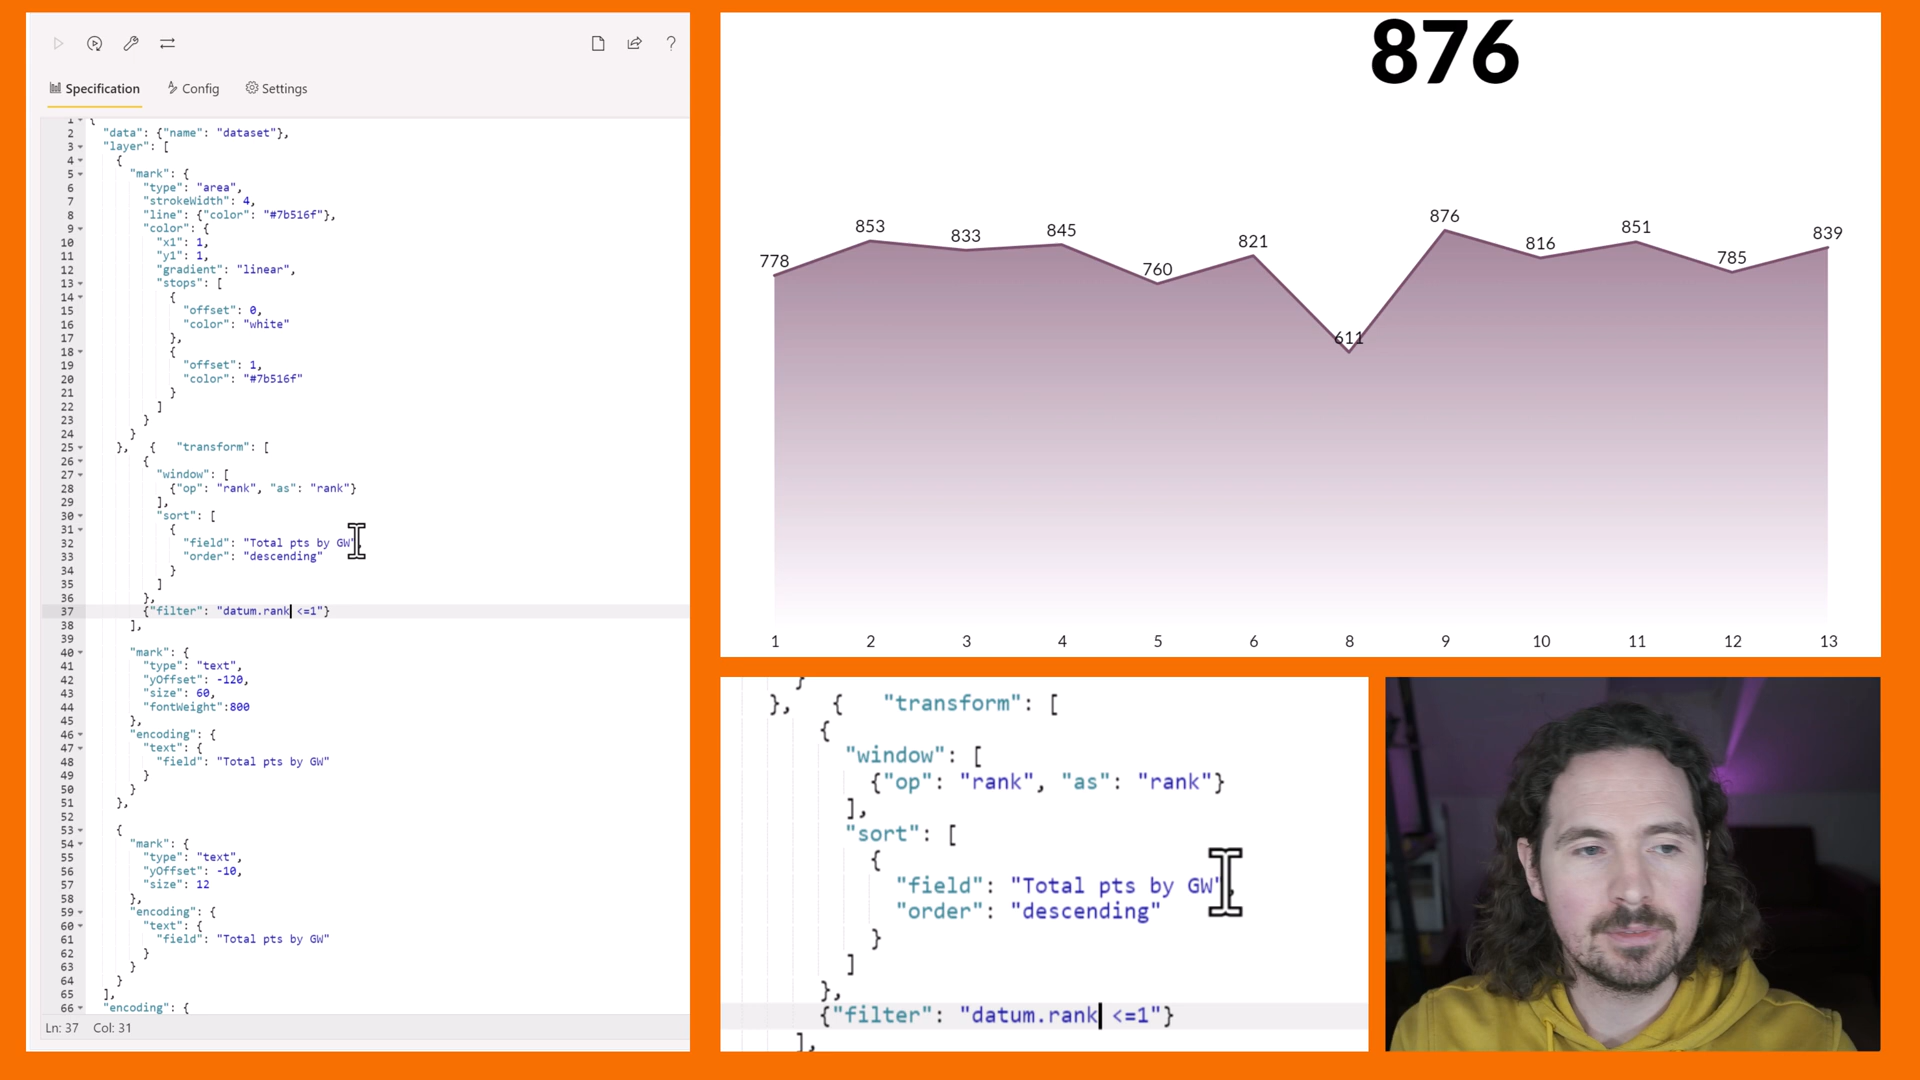 Specification Config Settings
1 {
2 "data": {"name": "dataset"},
3 "layer": [
4 {
5 "mark": {
6 "type": "area",
7 "strokeWidth": 4,
8 "line": {"color": "#7b516f"},
9 "color": {
10 "x1": 1,
11 "y1": 1,
12 "gradient": "linear",
13 "stops": [
14 {
15 "offset": 0,
16 "color": "white"
17 },
18 {
19 "offset": 1,
20 "color": "#7b516f"
21 }
22 ]
23 }
24 }
25 }, { "transform": [
26 {
27 "window": [
28 {"op": "rank", "as": "rank"}
29 ],
30 "sort": [
31 {
32 "field": "Total pts by GW",
33 "order": "descending"
34 }
35 ]
36 },
37 {"filter": "datum.rank <=1"}
38 ],
39
40 "mark": {
41 "type": "text",
42 "yOffset": -120,
43 "size": 60,
44 "fontWeight":800
45 },
46 "encoding": {
47 "text": {
48 "field": "Total pts by GW"
49 }
50 }
51 },
52
53 {
54 "mark": {
55 "type": "text",
56 "yOffset": -10,
57 "size": 12
58 },
59 "encoding": {
60 "text": {
61 "field": "Total pts by GW"
62 }
63 }
64 }
65 ],
66 "encoding": {
Ln: 37 Col: 31
876
778 853 833 845 760 821 611 876 816 851 785 839
1 2 3 4 5 6 8 9 10 11 12 13
}
}, { "transform": [
{
"window": [
{"op": "rank", "as": "rank"}
],
"sort": [
{
"field": "Total pts by GW",
"order": "descending"
}
]
},
{"filter": "datum.rank <=1"}
],